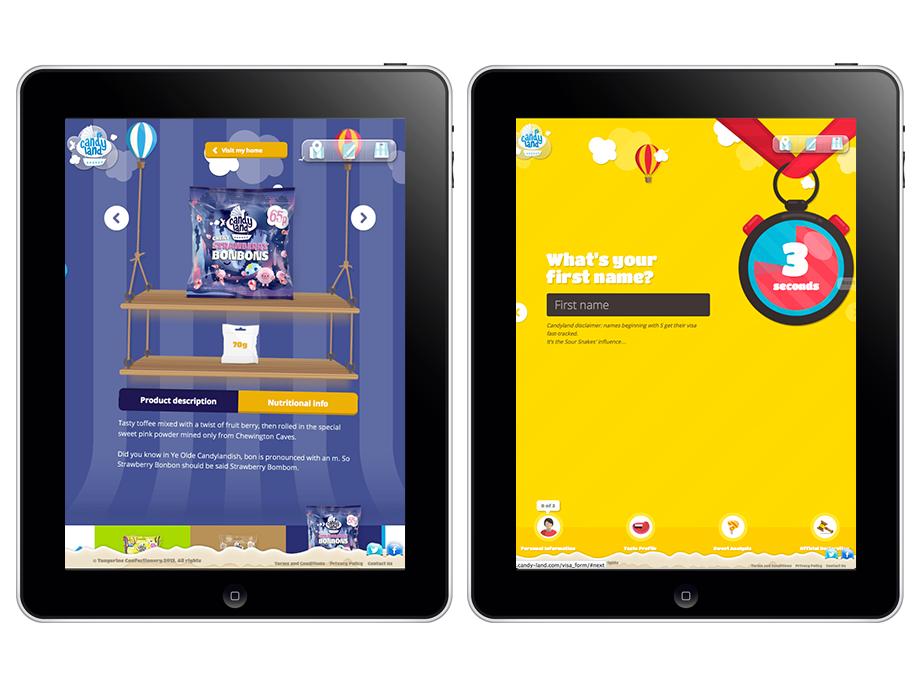 candy
land
Visit my home
65p
candy
land
CHEWY
STRAWBERRY
BONBONS
70g
Product description
Nutritional Info
Tasty toffee mixed with a twist of fruit berry, then rolled in the special
sweet pink powder mined only from Chewington Caves.
Did you know in Ye Olde Candylandish, bon is pronounced with an m. So
Strawberry Bonbon should be said Strawberry Bombom.
BONBONS
© Tangerine Confectionery 2013, All rights
Terms and Conditions Privacy Policy Contact Us
candy
land
3
seconds
What's your
first name?
First name
Candyland disclaimer: names beginning with S get their visa
fast-tracked.
It's the Sour Snakes' influence...
0 of 3
Personal Information
Taste Profile
Sweet Analysis
Official Declaration
candy-land.com/visa_form/#next
Terms and Conditions Privacy Policy Contact Us